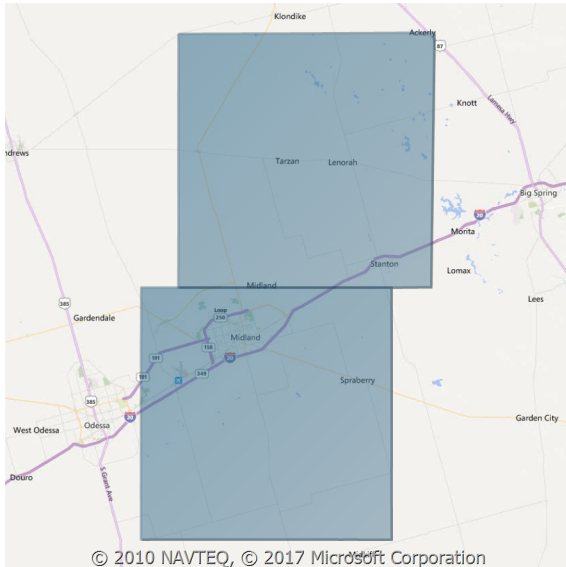 Klondike
Ackerly
87
Knott
Lamesa Hwy
ndrews
Tarzan
Lenorah
Big Spring
20
Morita
Stanton
Lomax
Midland
Lees
385
Gardendale
Loop
250
Midland
158
191
20
349
191
Spraberry
385
20
Garden City
West Odessa
Odessa
Douro
S Grant Ave
© 2010 NAVTEQ, © 2017 Microsoft Corporation